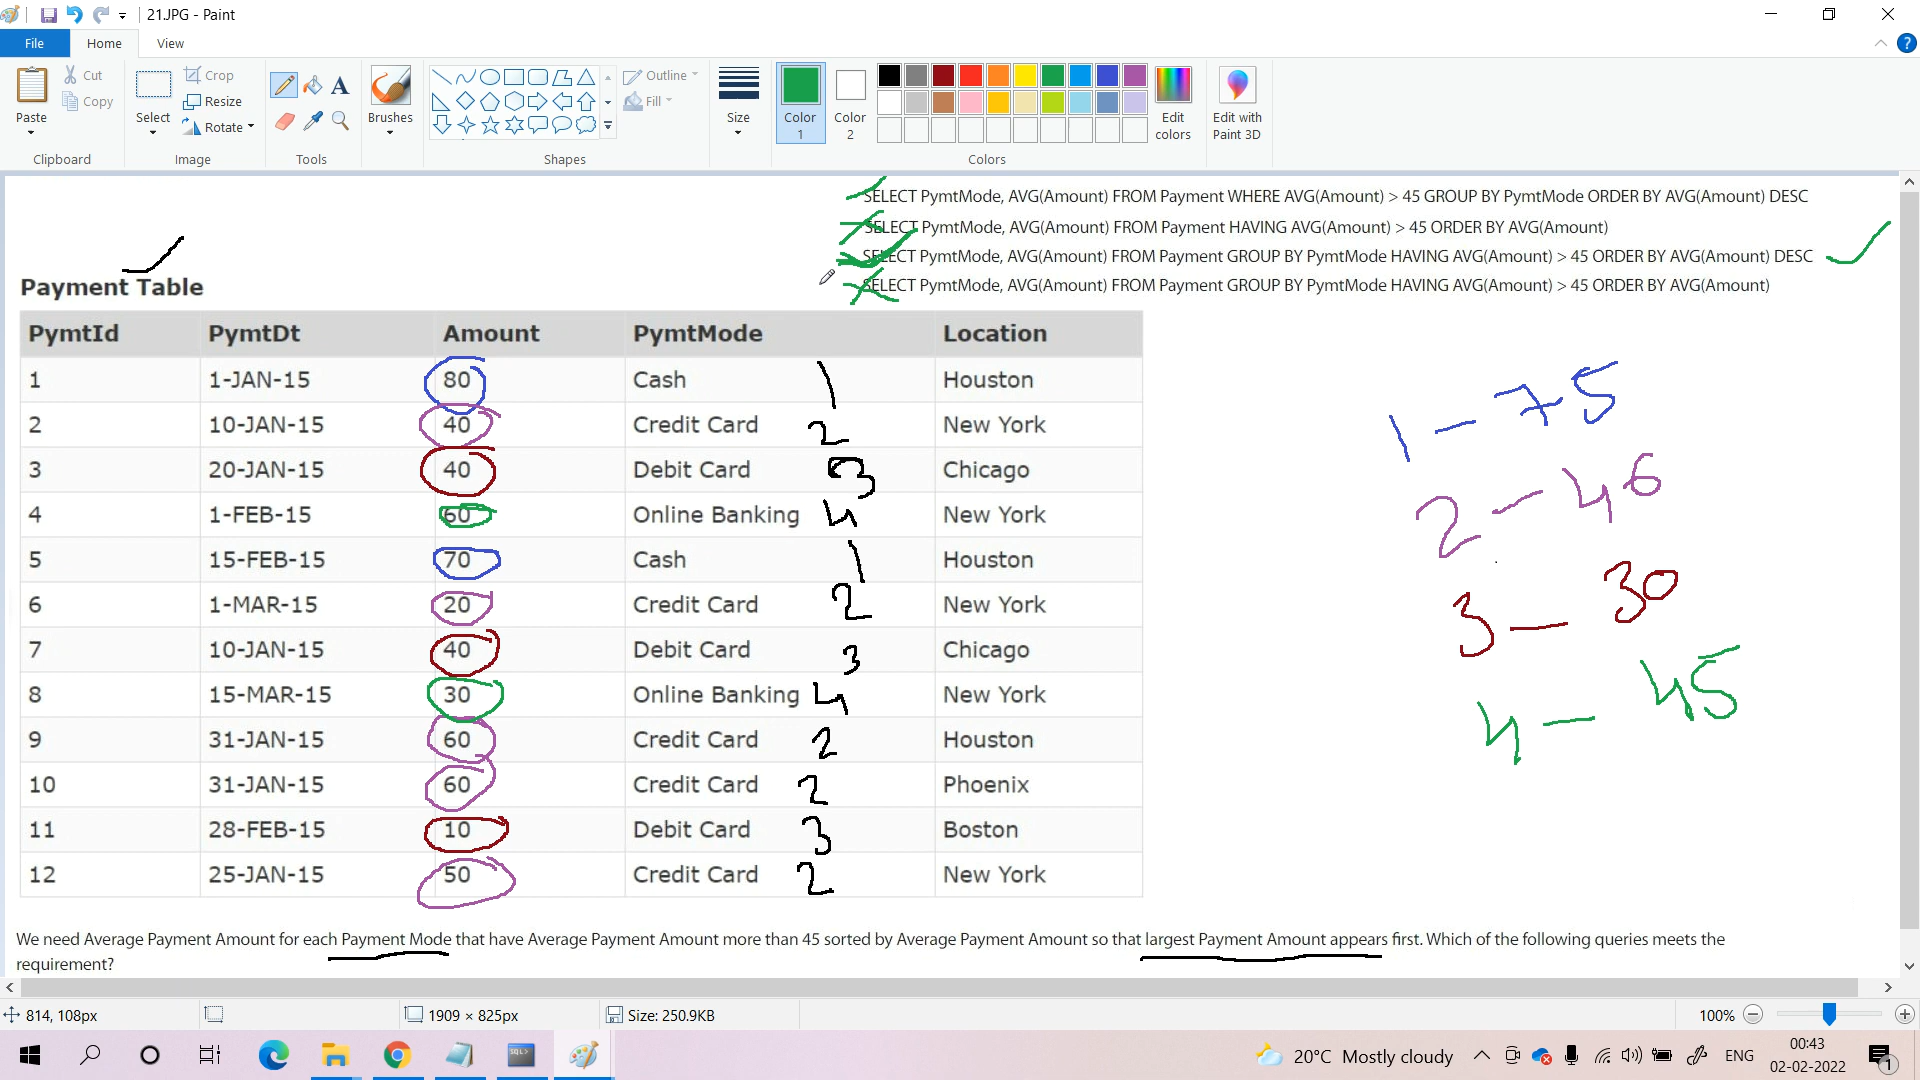 21.JPG - Paint
File
Home
View
Paste
Cut
Copy
Clipboard
Select
Crop
Resize
Rotate
Image
A
Tools
Brushes
Outline
Fill
Shapes
Size
Color
1
Color
2
Edit
colors
Edit with
Paint 3D
Colors
?
SELECT PymtMode, AVG(Amount) FROM Payment WHERE AVG(Amount) > 45 GROUP BY PymtMode ORDER BY AVG(Amount) DESC
SELECT PymtMode, AVG(Amount) FROM Payment HAVING AVG(Amount) > 45 ORDER BY AVG(Amount)
SELECT PymtMode, AVG(Amount) FROM Payment GROUP BY PymtMode HAVING AVG(Amount) > 45 ORDER BY AVG(Amount) DESC
SELECT PymtMode, AVG(Amount) FROM Payment GROUP BY PymtMode HAVING AVG(Amount) > 45 ORDER BY AVG(Amount)
Payment Table
PymtId PymtDt Amount PymtMode Location
1 1-JAN-15 80 Cash 1 Houston
2 10-JAN-15 40 Credit Card 2 New York
3 20-JAN-15 40 Debit Card 3 Chicago
4 1-FEB-15 60 Online Banking 4 New York
5 15-FEB-15 70 Cash 1 Houston
6 1-MAR-15 20 Credit Card 2 New York
7 10-JAN-15 40 Debit Card 3 Chicago
8 15-MAR-15 30 Online Banking 4 New York
9 31-JAN-15 60 Credit Card 2 Houston
10 31-JAN-15 60 Credit Card 2 Phoenix
11 28-FEB-15 10 Debit Card 3 Boston
12 25-JAN-15 50 Credit Card 2 New York
1 - 75
2 - 46
3 - 30
4 - 45
We need Average Payment Amount for each Payment Mode that have Average Payment Amount more than 45 sorted by Average Payment Amount so that largest Payment Amount appears first. Which of the following queries meets the
requirement?
814, 108px
1909 × 825px
Size: 250.9KB
100%
SQL>
20°C Mostly cloudy
ENG
00:43
02-02-2022
1